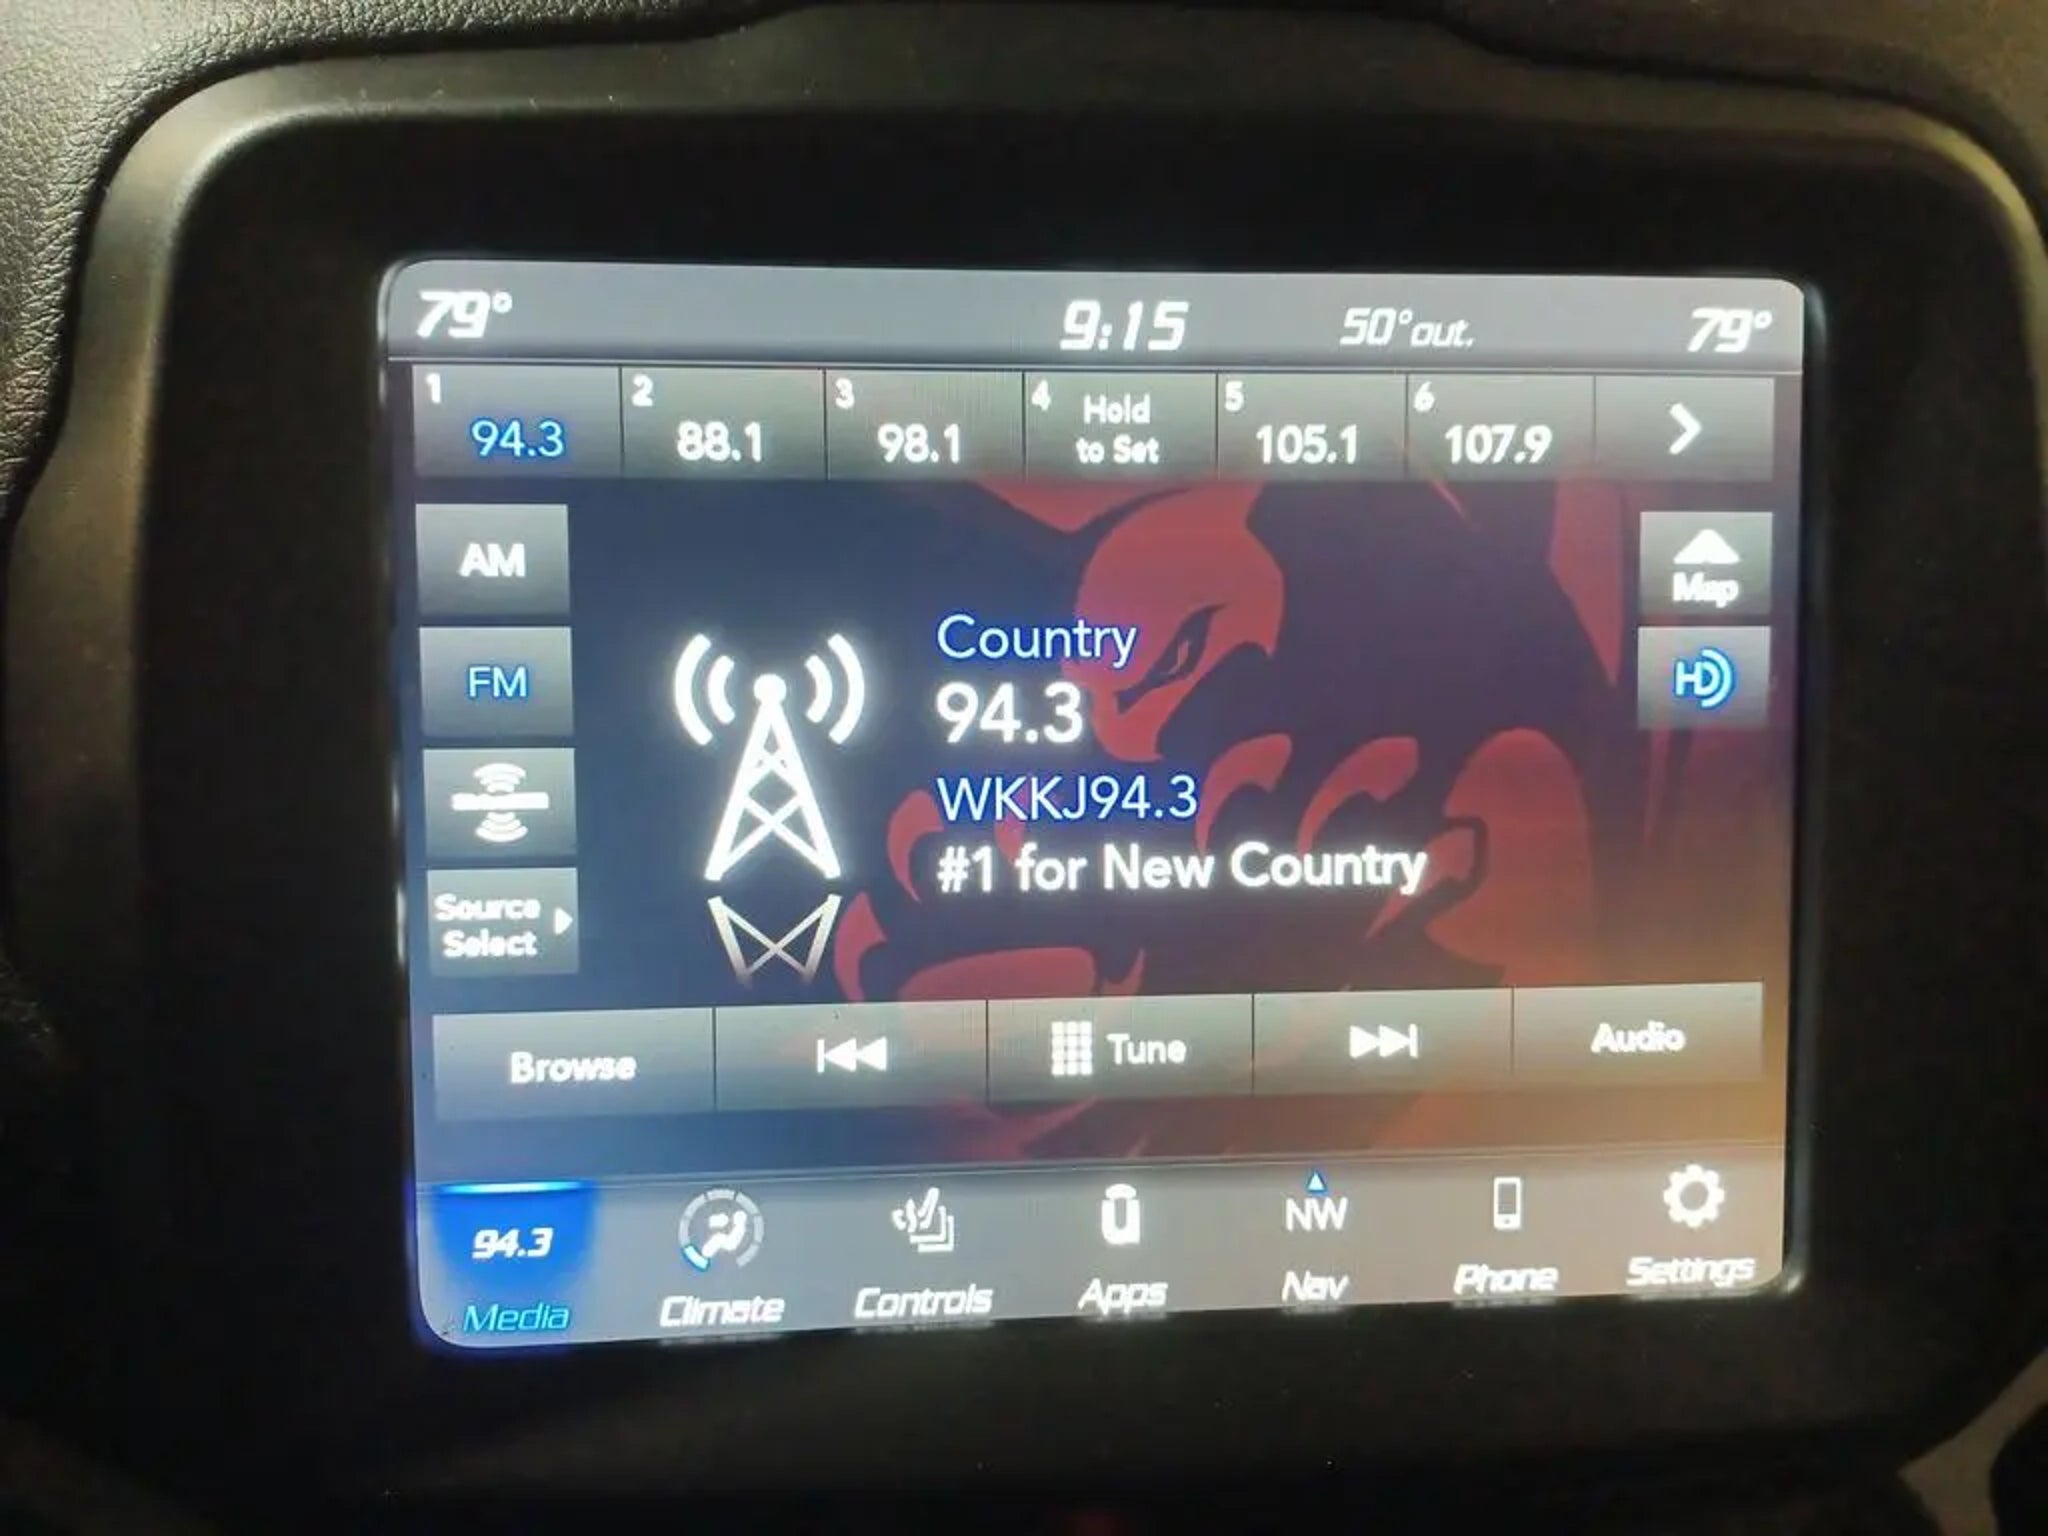 79° 9:15 50° out. 79°
1 2 3 4 Hold 5 6
94.3 88.1 98.1 to Set 105.1 107.9
AM
Map
FM
HD
Country
94.3
WKKJ94.3
#1 for New Country
Source
Select
Browse Tune Audio
94.3 NW
Media Climate Controls Apps Nav Phone Settings